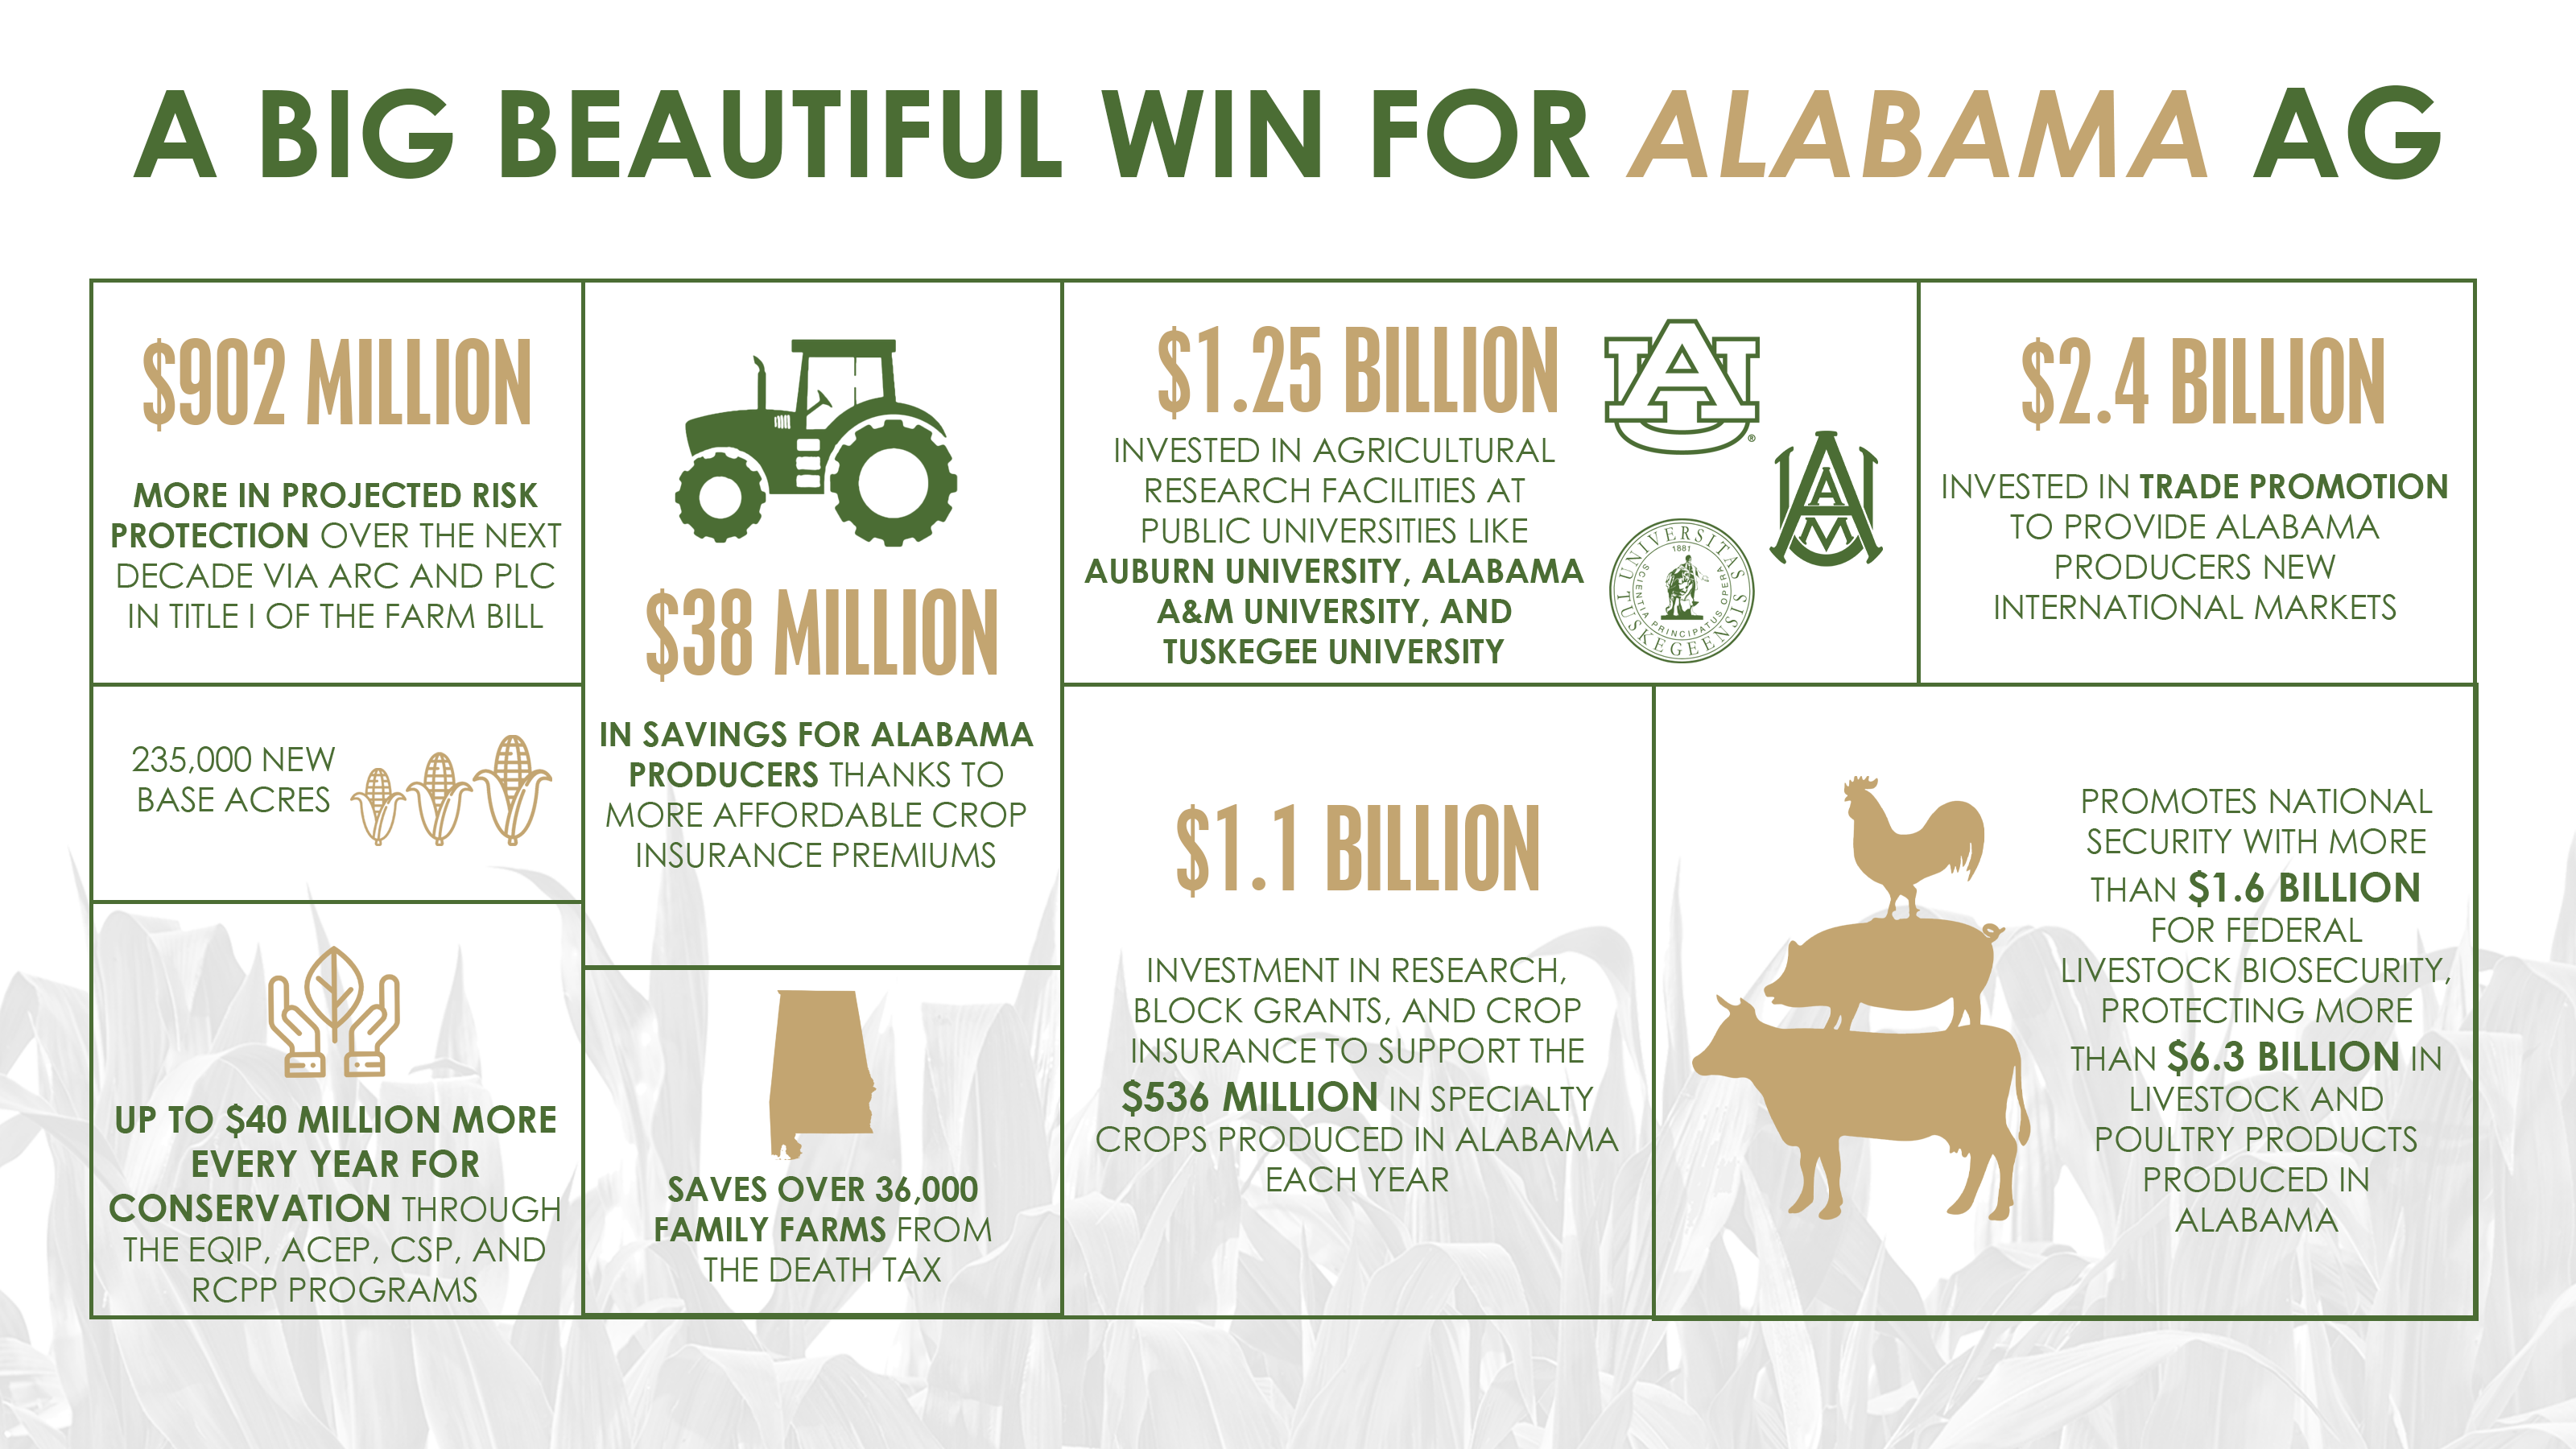 A BIG BEAUTIFUL WIN FOR ALABAMA AG
$902 MILLION
MORE IN PROJECTED RISK
PROTECTION OVER THE NEXT
DECADE VIA ARC AND PLC
IN TITLE I OF THE FARM BILL
235,000 NEW
BASE ACRES
UP TO $40 MILLION MORE
EVERY YEAR FOR
CONSERVATION THROUGH
THE EQIP, ACEP, CSP, AND
RCPP PROGRAMS
$38 MILLION
IN SAVINGS FOR ALABAMA
PRODUCERS THANKS TO
MORE AFFORDABLE CROP
INSURANCE PREMIUMS
SAVES OVER 36,000
FAMILY FARMS FROM
THE DEATH TAX
$1.25 BILLION
INVESTED IN AGRICULTURAL
RESEARCH FACILITIES AT
PUBLIC UNIVERSITIES LIKE
AUBURN UNIVERSITY, ALABAMA
A&M UNIVERSITY, AND
TUSKEGEE UNIVERSITY
AU
®
AAM
UNIVERSITAS TUSKEGEENSIS
1881
SCIENTIA PRINCIPATUS OPERA
$2.4 BILLION
INVESTED IN TRADE PROMOTION
TO PROVIDE ALABAMA
PRODUCERS NEW
INTERNATIONAL MARKETS
$1.1 BILLION
INVESTMENT IN RESEARCH,
BLOCK GRANTS, AND CROP
INSURANCE TO SUPPORT THE
$536 MILLION IN SPECIALTY
CROPS PRODUCED IN ALABAMA
EACH YEAR
PROMOTES NATIONAL
SECURITY WITH MORE
THAN $1.6 BILLION
FOR FEDERAL
LIVESTOCK BIOSECURITY,
PROTECTING MORE
THAN $6.3 BILLION IN
LIVESTOCK AND
POULTRY PRODUCTS
PRODUCED IN
ALABAMA